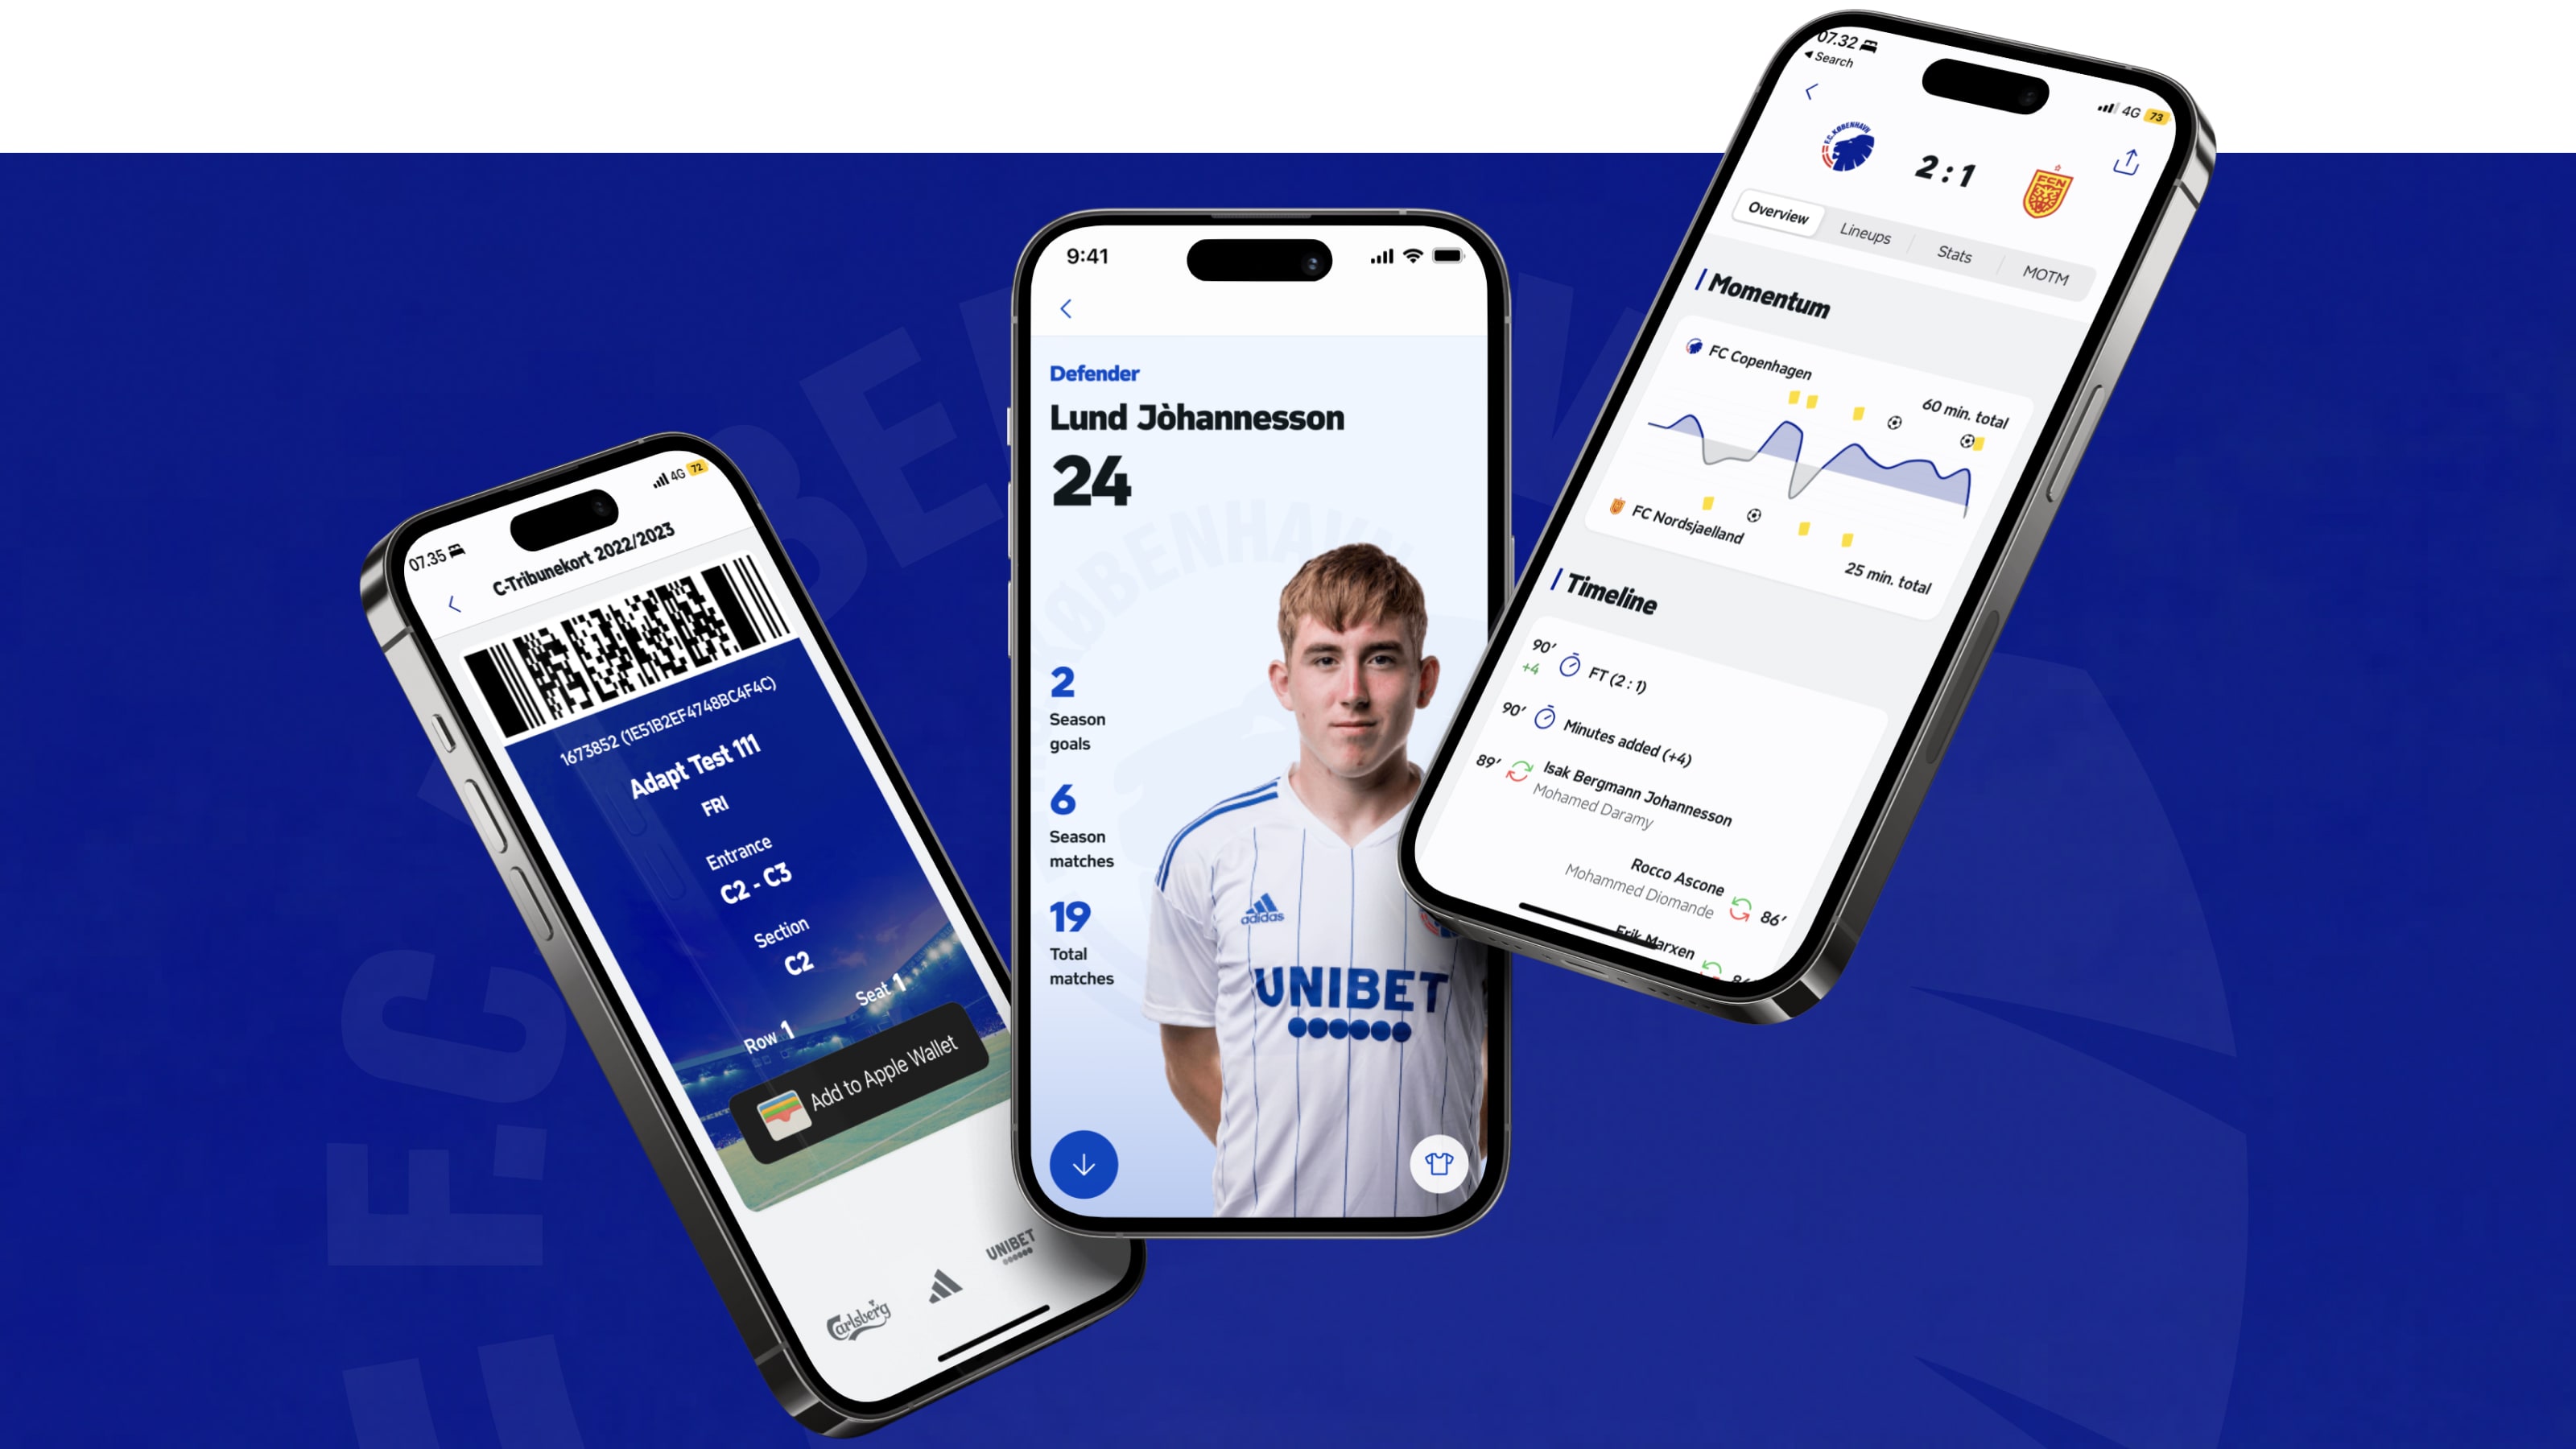 07.35
4G 72
C-Tribunekort 2022/2023
1673852 (1E51B2EF4748BC4F4C)
Adapt Test 111
FRI
Entrance
C2 - C3
Section
C2
Seat 1
Row 1
Add to Apple Wallet
Carlsberg
UNIBET
9:41
Defender
Lund Jòhannesson
24
KØBENHAVN
2
Season
goals
6
Season
matches
19
Total
matches
adidas
UNIBET
07.32
Search
4G 73
F.C. KØBENHAVN
2 : 1
FCN
Overview
Lineups
Stats
MOTM
Momentum
FC Copenhagen
60 min. total
FC Nordsjaelland
25 min. total
Timeline
90’
+4
FT (2 : 1)
90’
Minutes added (+4)
89’
Isak Bergmann Johannesson
Mohamed Daramy
Rocco Ascone
Mohammed Diomande
86’
Erik Marxen
F.C.